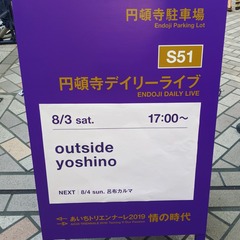 円頓寺駐車場
Endoji Parking Lot
S51
円頓寺デイリーライブ
ENDOJI DAILY LIVE
8/3 sat. 17:00～
outside
yoshino
NEXT / 8/4 sun. 呂布カルマ
あいちトリエンナーレ2019 情の時代